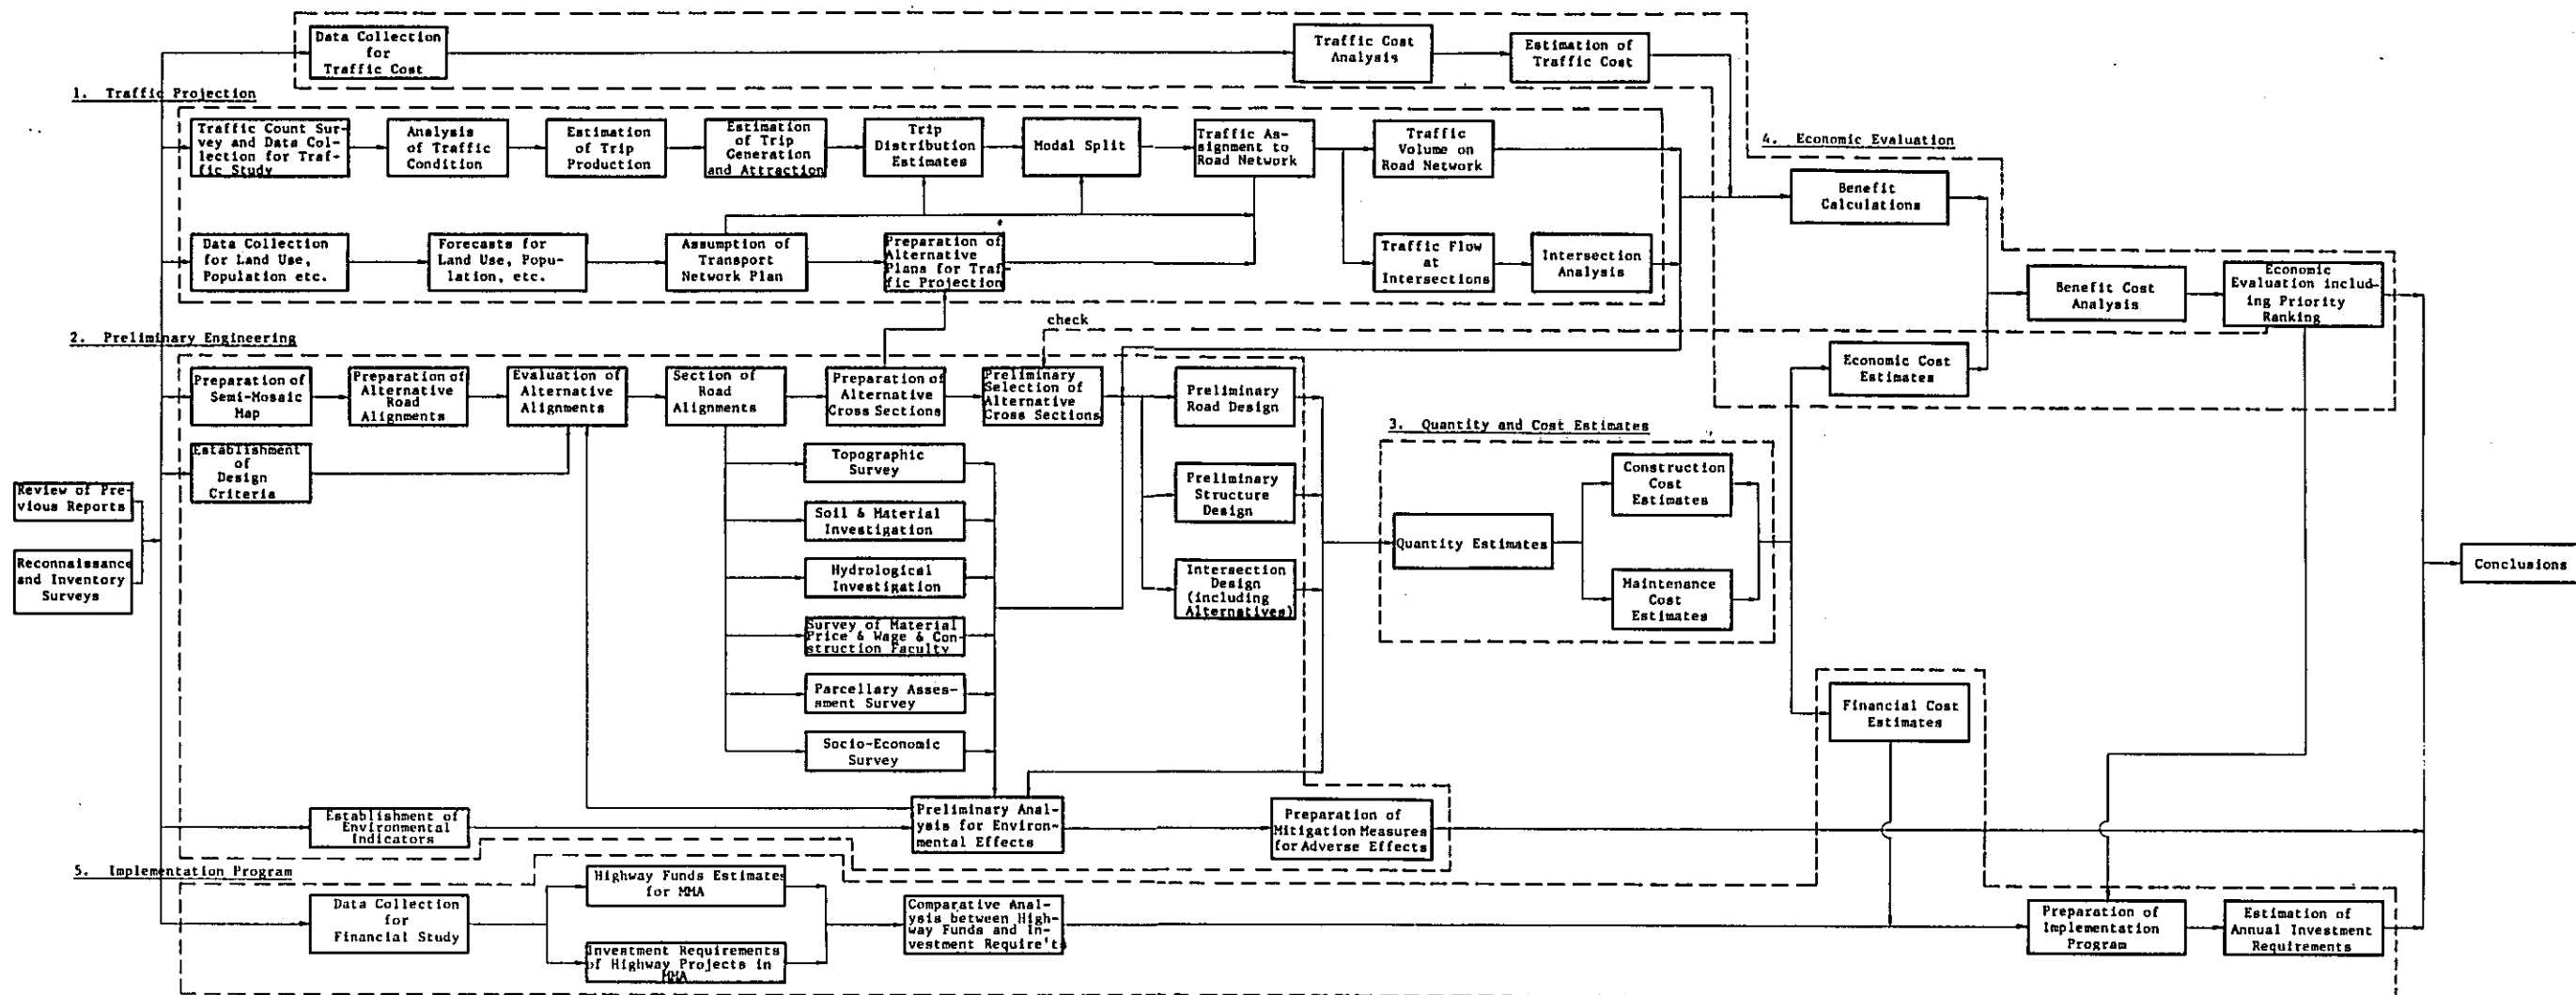 Data Collection
for
Traffic Cost
Traffic Cost
Analysis
Estimation of
Traffic Cost
1. Traffic Projection
Traffic Count Sur-
vey and Data Col-
lection for Traf-
fic Study
Analysis
of Traffic
Condition
Estimation
of Trip
Production
Estimation
of Trip
Generation
and Attraction
Trip
Distribution
Estimates
Modal Split
Traffic As-
signment to
Road Network
Traffic
Volume on
Road Network
4. Economic Evaluation
Benefit
Calculations
Data Collection
for Land Use,
Population etc.
Forecasts for
Land Use, Popu-
lation, etc.
Assumption of
Transport
Network Plan
Preparation of
Alternative
Plans for Traf-
fic Projection
Traffic Flow
at
Intersections
Intersection
Analysis
Benefit Cost
Analysis
Economic
Evaluation includ-
ing Priority
Ranking
check
2. Preliminary Engineering
Preparation of
Semi-Mosaic
Map
Preparation of
Alternative
Road
Alignments
Evaluation of
Alternative
Alignments
Section of
Road
Alignments
Preparation of
Alternative
Cross Sections
Preliminary
Selection of
Alternative
Cross Sections
Preliminary
Road Design
Economic Cost
Estimates
3. Quantity and Cost Estimates
Establishment
of
Design
Criteria
Topographic
Survey
Preliminary
Structure
Design
Construction
Cost
Estimates
Review of Pre-
vious Reports
Soil & Material
Investigation
Quantity Estimates
Reconnaissance
and Inventory
Surveys
Hydrological
Investigation
Intersection
Design
(including
Alternatives)
Maintenance
Cost
Estimates
Conclusions
Survey of Material
Price & Wage & Con-
struction Faculty
Parcellary Asses-
sment Survey
Financial Cost
Estimates
Socio-Economic
Survey
Establishment of
Environmental
Indicators
Preliminary Anal-
ysis for Environ-
mental Effects
Preparation of
Mitigation Measures
for Adverse Effects
5. Implementation Program
Highway Funds Estimates
for MMA
Data Collection
for
Financial Study
Comparative Anal-
ysis between High-
way Funds and In-
vestment Require'ts
Preparation of
Implementation
Program
Estimation of
Annual Investment
Requirements
Investment Requirements
of Highway Projects in
MMA